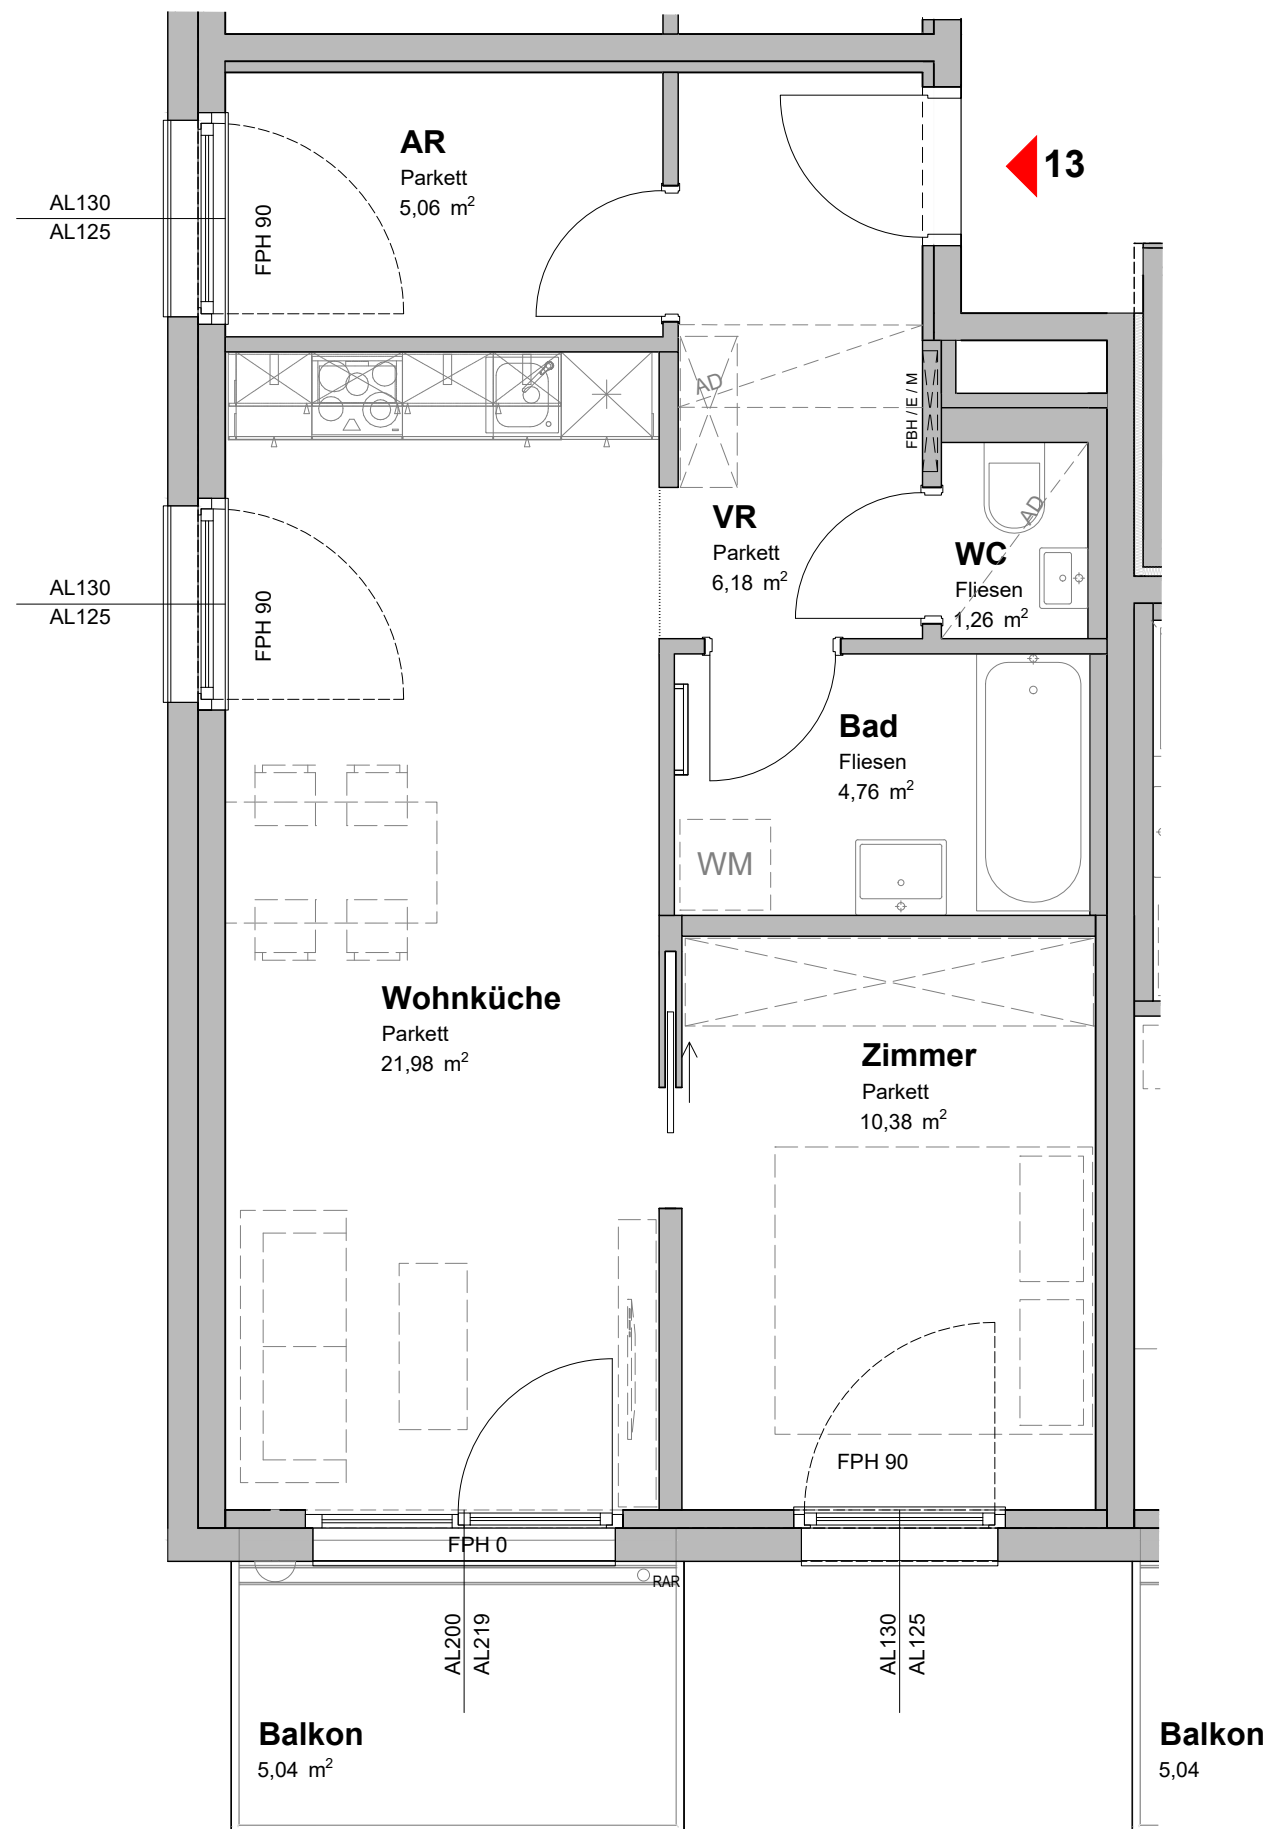 AR
Parkett
5,06 m²
13
AL130
AL125
FPH 90
AD
FBH / E / M
VR
Parkett
6,18 m²
AD
WC
Fliesen
1,26 m²
AL130
AL125
FPH 90
Bad
Fliesen
4,76 m²
WM
Wohnküche
Parkett
21,98 m²
Zimmer
Parkett
10,38 m²
FPH 90
FPH 0
RAR
AL200
AL219
AL130
AL125
Balkon
5,04 m²
Balkon
5,04